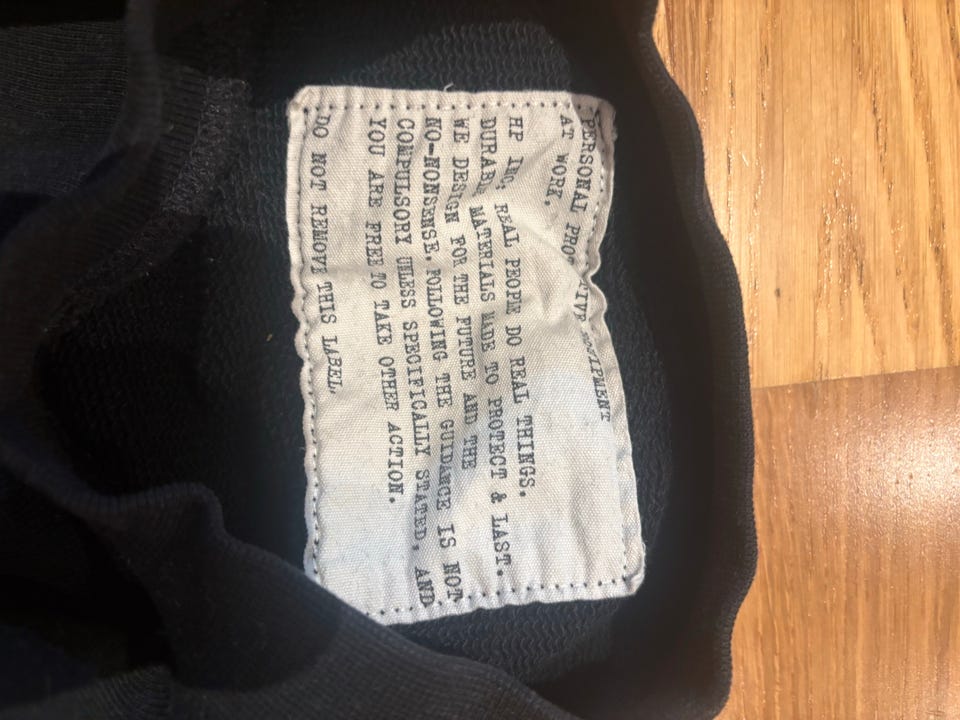 PERSONAL PROTECTIVE EQUIPMENT
AT WORK.
HP INC, REAL PEOPLE DO REAL THINGS.
DURABLE MATERIALS MADE TO PROTECT & LAST.
WE DESIGN FOR THE FUTURE AND THE
NO-NONSENSE. FOLLOWING THE GUIDANCE IS NOT
COMPULSORY UNLESS SPECIFICALLY STATED, AND
YOU ARE FREE TO TAKE OTHER ACTION.
DO NOT REMOVE THIS LABEL.